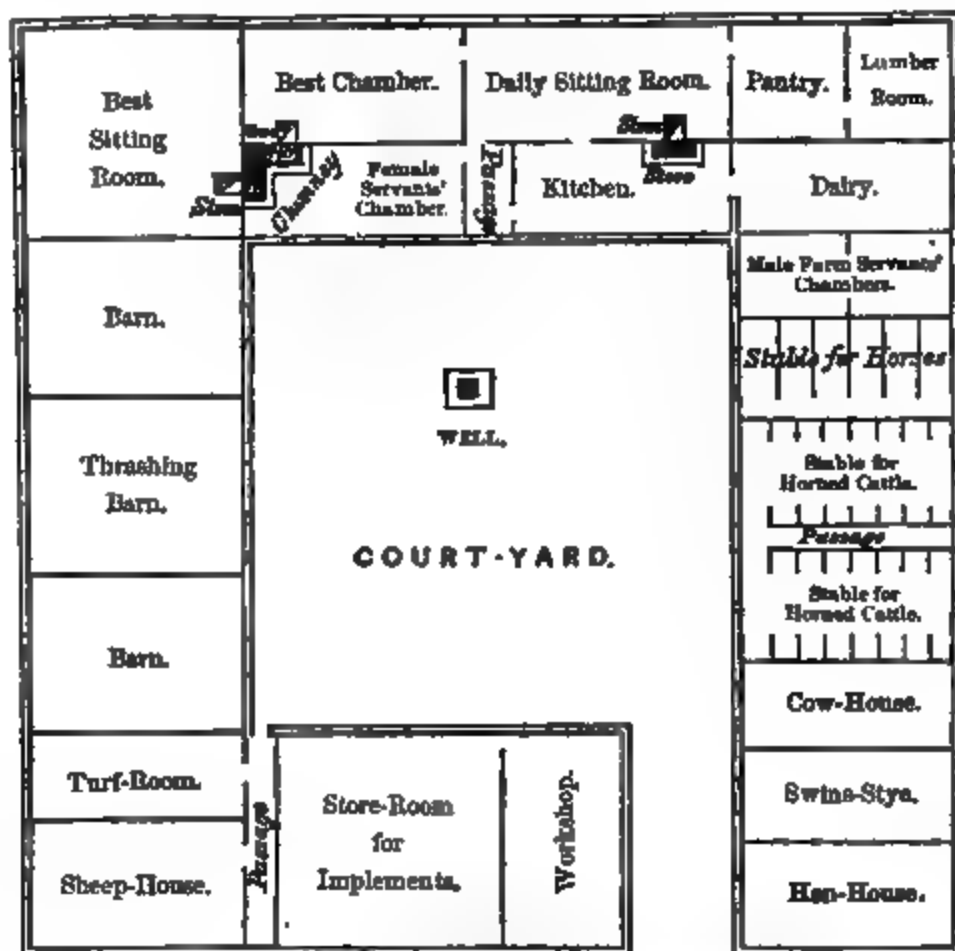 Best
Sitting
Room.
Best Chamber.
Daily Sitting Room.
Pantry.
Lumber
Room.
Stove
Chimney
Female
Servants'
Chamber.
Passage
Kitchen.
Stove
Stove
Dairy.
Male Farm Servants'
Chambers.
Barn.
Stable for Horses
WELL.
Thrashing
Barn.
Stable for
Horned Cattle.
Passage
COURT-YARD.
Stable for
Horned Cattle.
Barn.
Cow-House.
Turf-Room.
Passage
Store-Room
for
Implements.
Workshop.
Swine-Stye.
Sheep-House.
Hen-House.